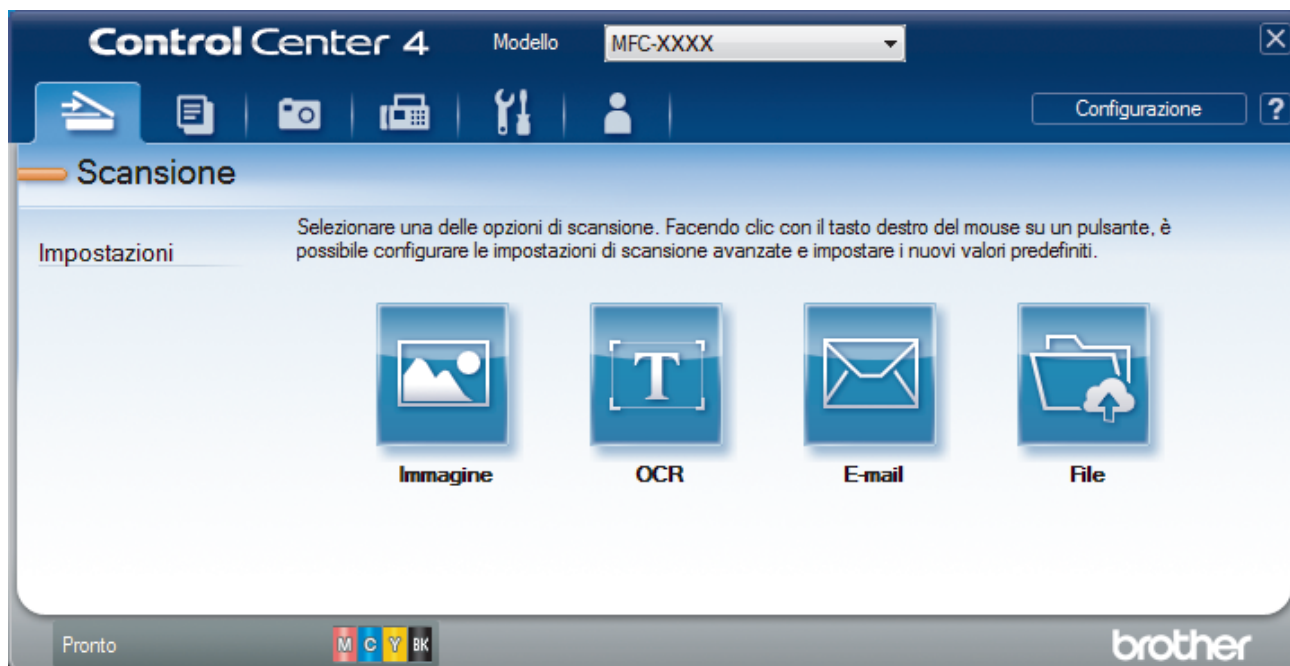 Control Center 4
Modello
MFC-XXXX
Configurazione
?
Scansione
Impostazioni
Selezionare una delle opzioni di scansione. Facendo clic con il tasto destro del mouse su un pulsante, è
possibile configurare le impostazioni di scansione avanzate e impostare i nuovi valori predefiniti.
T
Immagine
OCR
E-mail
File
Pronto
M C Y BK
brother